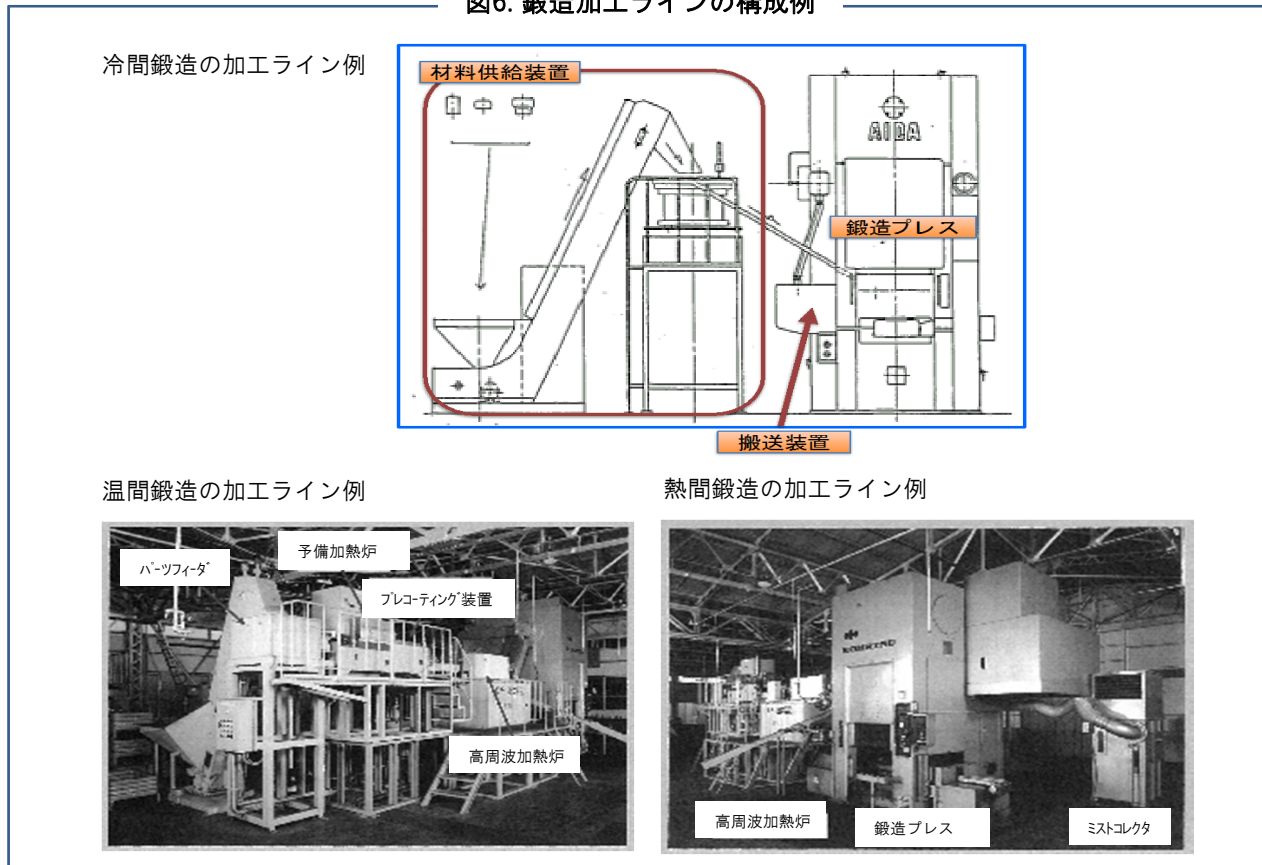 図6. 鍛造加工ラインの構成例
冷間鍛造の加工ライン例
材料供給装置
AIDA
鍛造プレス
搬送装置
温間鍛造の加工ライン例
熱間鍛造の加工ライン例
パーツフィーダ
予備加熱炉
プレコーティング装置
高周波加熱炉
高周波加熱炉
鍛造プレス
ミストコレクタ